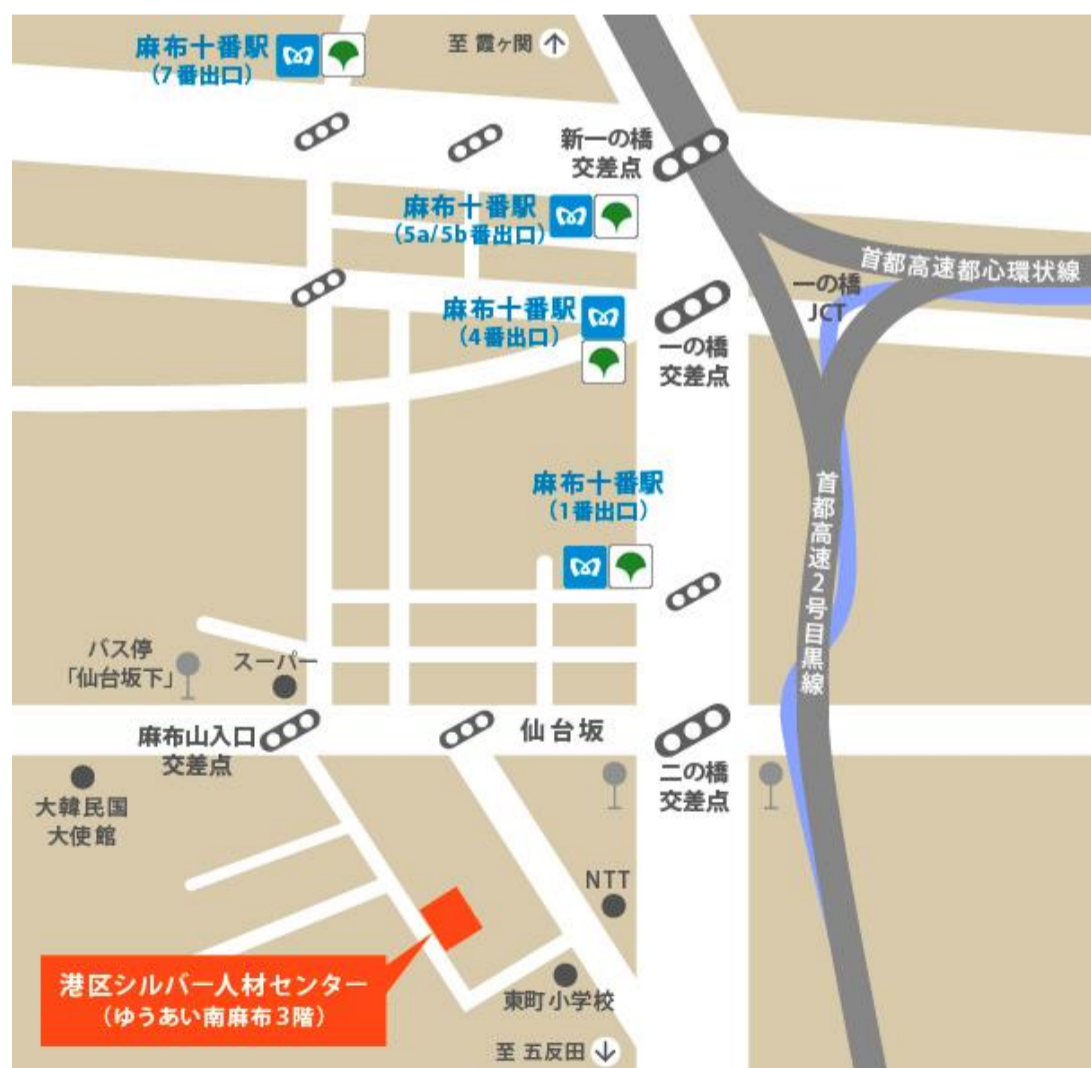 麻布十番駅
(7番出口)
至 霞ヶ関
新一の橋
交差点
麻布十番駅
(5a/5b番出口)
首都高速都心環状線
一の橋
JCT
麻布十番駅
(4番出口)
一の橋
交差点
麻布十番駅
(1番出口)
首都高速2号目黒線
バス停
「仙台坂下」
スーパー
麻布山入口
交差点
仙台坂
二の橋
交差点
大韓民国
大使館
NTT
港区シルバー人材センター
(ゆうあい南麻布3階)
東町小学校
至 五反田